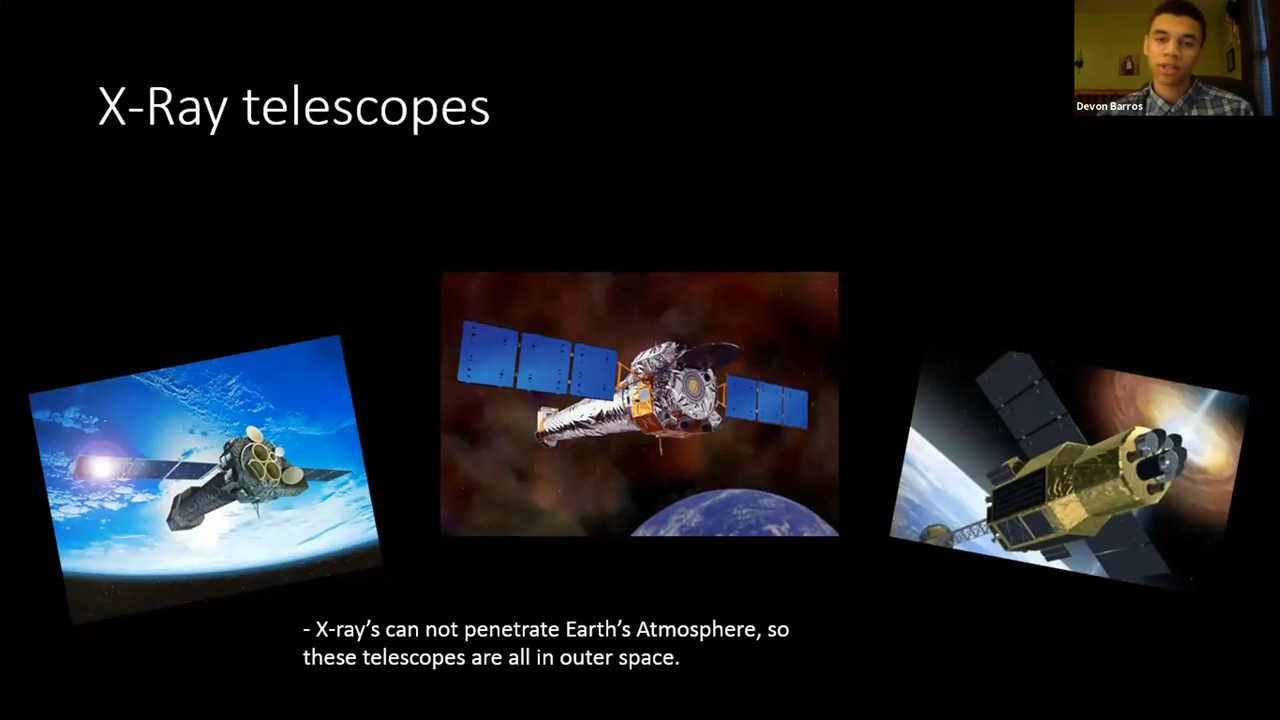 X-Ray telescopes
Devon Barros
- X-ray's can not penetrate Earth's Atmosphere, so
these telescopes are all in outer space.